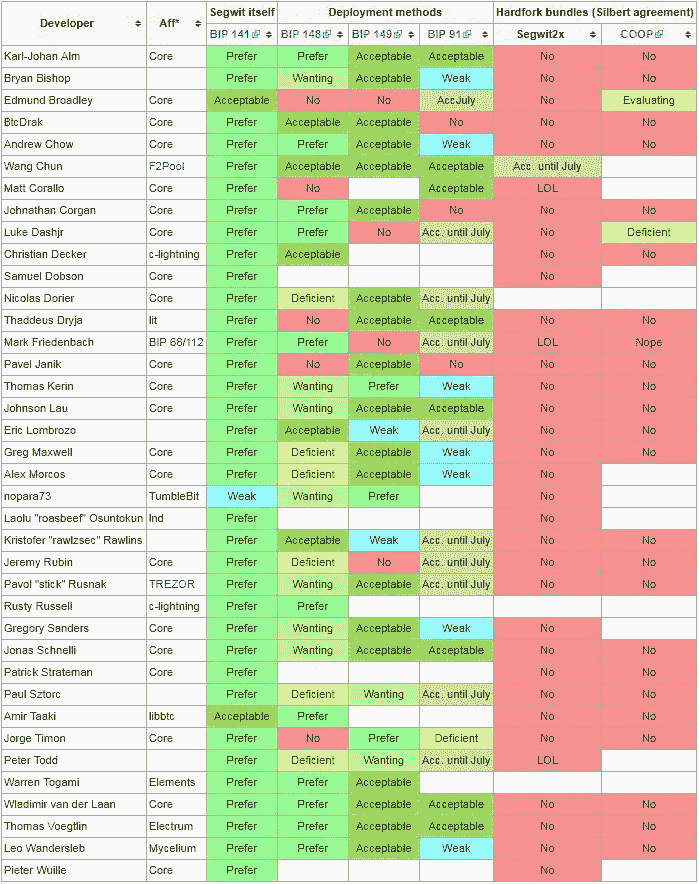 Developer Aff* Segwit itself Deployment methods Hardfork bundles (Silbert agreement)
BIP 141 BIP 148 BIP 149 BIP 91 Segwit2x COOP
Karl-Johan Alm Core Prefer Prefer Acceptable Acceptable No No
Bryan Bishop Core Prefer Wanting Acceptable Weak No No
Edmund Broadley Core Acceptable No No AccJuly No Evaluating
BtcDrak Core Prefer Acceptable Acceptable No No No
Andrew Chow Core Prefer Prefer Acceptable Weak No No
Wang Chun F2Pool Prefer Acceptable Acceptable Acceptable Acc. until July
Matt Corallo Core Prefer No Acceptable LOL
Johnathan Corgan Core Prefer Prefer Acceptable No No No
Luke Dashjr Core Prefer Prefer No Acc. until July No Deficient
Christian Decker c-lightning Prefer Acceptable No No
Samuel Dobson Core Prefer No
Nicolas Dorier Core Prefer Deficient Acceptable Acc. until July
Thaddeus Dryja lit Prefer No Acceptable Acceptable No No
Mark Friedenbach BIP 68/112 Prefer Prefer No Acc. until July LOL Nope
Pavel Janik Core Prefer No Acceptable No No No
Thomas Kerin Core Prefer Wanting Prefer Weak No No
Johnson Lau Core Prefer Wanting Acceptable Acceptable No No
Eric Lombrozo Prefer Acceptable Weak Acc. until July No No
Greg Maxwell Core Prefer Deficient Acceptable Weak No No
Alex Morcos Core Prefer Deficient Acceptable Weak No
nopara73 TumbleBit Weak Wanting Prefer No
Laolu "roasbeef" Osuntokun lnd Prefer No
Kristofer "rawlzsec" Rawlins Prefer Acceptable Weak Acc. until July No No
Jeremy Rubin Core Prefer Deficient No Acc. until July No No
Pavol "stick" Rusnak TREZOR Prefer Wanting Acceptable Acc. until July No No
Rusty Russell c-lightning Prefer Prefer
Gregory Sanders Core Prefer Wanting Acceptable Weak No
Jonas Schnelli Core Prefer Wanting Acceptable Acceptable No No
Patrick Strateman Core Prefer No No
Paul Sztorc Prefer Deficient Wanting Acc. until July No No
Amir Taaki libbtc Acceptable Prefer No No
Jorge Timon Core Prefer No Prefer Deficient No No
Peter Todd Prefer Deficient Wanting Acc. until July LOL
Warren Togami Elements Prefer Prefer Acceptable
Wladimir van der Laan Core Prefer Prefer Acceptable Acceptable No No
Thomas Voegtlin Electrum Prefer Prefer Acceptable Acceptable No No
Leo Wandersleb Mycelium Prefer Prefer Acceptable Weak No No
Pieter Wuille Core Prefer No